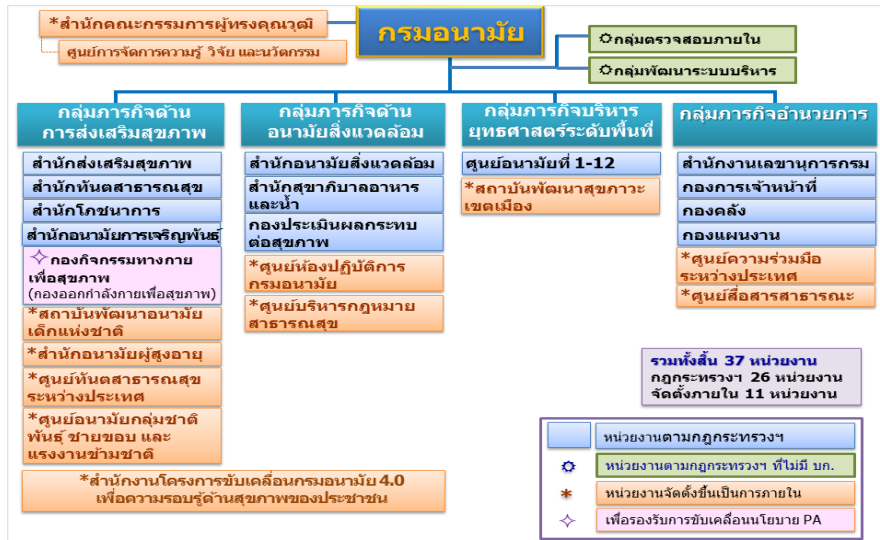 *สำนักคณะกรรมการผู้ทรงคุณวุฒิ
ศูนย์การจัดการความรู้ วิจัย และนวัตกรรม
กรมอนามัย
กลุ่มตรวจสอบภายใน
กลุ่มพัฒนาระบบบริหาร
กลุ่มภารกิจด้าน
การส่งเสริมสุขภาพ
สำนักส่งเสริมสุขภาพ
สำนักทันตสาธารณสุข
สำนักโภชนาการ
สำนักอนามัยการเจริญพันธุ์
กองกิจกรรมทางกาย
เพื่อสุขภาพ
(กองออกกำลังกายเพื่อสุขภาพ)
*สถาบันพัฒนาอนามัย
เด็กแห่งชาติ
*สำนักอนามัยผู้สูงอายุ
*ศูนย์ทันตสาธารณสุข
ระหว่างประเทศ
*ศูนย์อนามัยกลุ่มชาติ
พันธุ์ ชายขอบ และ
แรงงานข้ามชาติ
กลุ่มภารกิจด้าน
อนามัยสิ่งแวดล้อม
สำนักอนามัยสิ่งแวดล้อม
สำนักสุขาภิบาลอาหาร
และน้ำ
กองประเมินผลกระทบ
ต่อสุขภาพ
*ศูนย์ห้องปฏิบัติการ
กรมอนามัย
*ศูนย์บริหารกฎหมาย
สาธารณสุข
กลุ่มภารกิจบริหาร
ยุทธศาสตร์ระดับพื้นที่
ศูนย์อนามัยที่ 1-12
*สถาบันพัฒนาสุขภาวะ
เขตเมือง
กลุ่มภารกิจอำนวยการ
สำนักงานเลขานุการกรม
กองการเจ้าหน้าที่
กองคลัง
กองแผนงาน
*ศูนย์ความร่วมมือ
ระหว่างประเทศ
*ศูนย์สื่อสารสาธารณะ
*สำนักงานโครงการขับเคลื่อนกรมอนามัย 4.0
เพื่อความรอบรู้ด้านสุขภาพของประชาชน
รวมทั้งสิ้น 37 หน่วยงาน
กฎกระทรวงฯ 26 หน่วยงาน
จัดตั้งภายใน 11 หน่วยงาน
หน่วยงานตามกฎกระทรวงฯ
หน่วยงานตามกฎกระทรวงฯ ที่ไม่มี บก.
* หน่วยงานจัดตั้งขึ้นเป็นการภายใน
เพื่อรองรับการขับเคลื่อนนโยบาย PA